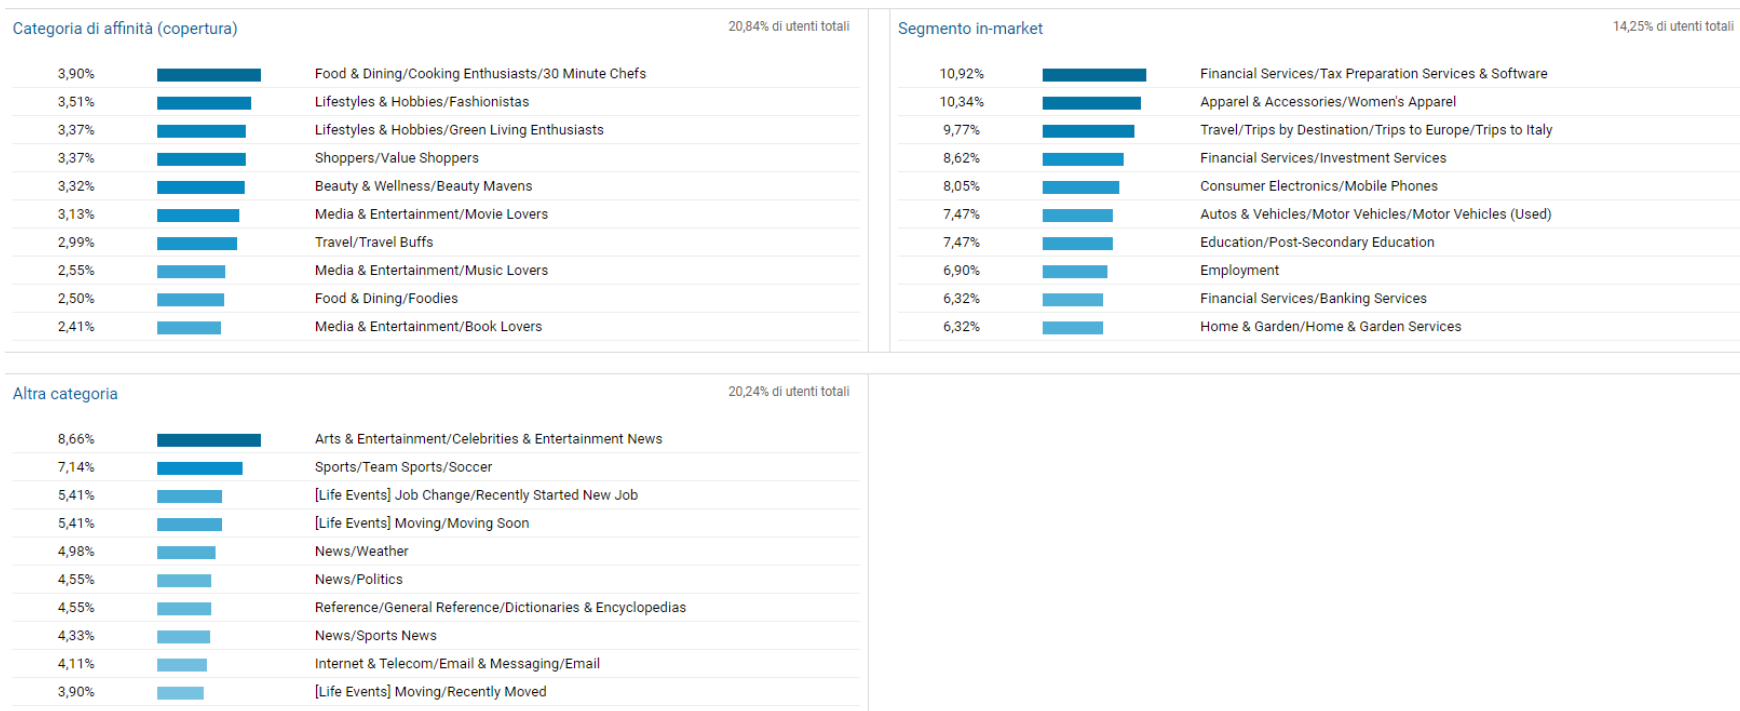 Categoria di affinità (copertura) 20,84% di utenti totali
3,90% Food & Dining/Cooking Enthusiasts/30 Minute Chefs
3,51% Lifestyles & Hobbies/Fashionistas
3,37% Lifestyles & Hobbies/Green Living Enthusiasts
3,37% Shoppers/Value Shoppers
3,32% Beauty & Wellness/Beauty Mavens
3,13% Media & Entertainment/Movie Lovers
2,99% Travel/Travel Buffs
2,55% Media & Entertainment/Music Lovers
2,50% Food & Dining/Foodies
2,41% Media & Entertainment/Book Lovers
Segmento in-market 14,25% di utenti totali
10,92% Financial Services/Tax Preparation Services & Software
10,34% Apparel & Accessories/Women's Apparel
9,77% Travel/Trips by Destination/Trips to Europe/Trips to Italy
8,62% Financial Services/Investment Services
8,05% Consumer Electronics/Mobile Phones
7,47% Autos & Vehicles/Motor Vehicles/Motor Vehicles (Used)
7,47% Education/Post-Secondary Education
6,90% Employment
6,32% Financial Services/Banking Services
6,32% Home & Garden/Home & Garden Services
Altra categoria 20,24% di utenti totali
8,66% Arts & Entertainment/Celebrities & Entertainment News
7,14% Sports/Team Sports/Soccer
5,41% [Life Events] Job Change/Recently Started New Job
5,41% [Life Events] Moving/Moving Soon
4,98% News/Weather
4,55% News/Politics
4,55% Reference/General Reference/Dictionaries & Encyclopedias
4,33% News/Sports News
4,11% Internet & Telecom/Email & Messaging/Email
3,90% [Life Events] Moving/Recently Moved